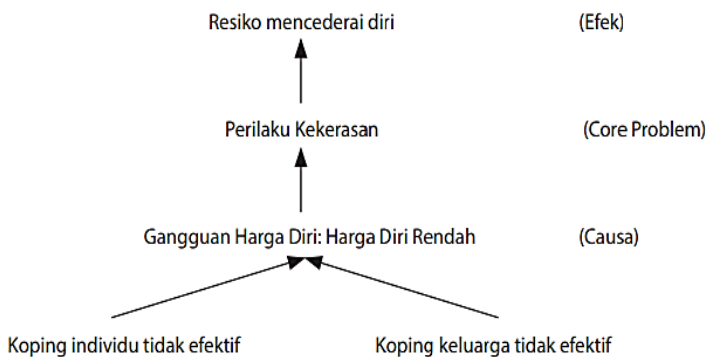 Resiko mencederai diri (Efek)
Perilaku Kekerasan (Core Problem)
Gangguan Harga Diri: Harga Diri Rendah (Causa)
Koping individu tidak efektif Koping keluarga tidak efektif